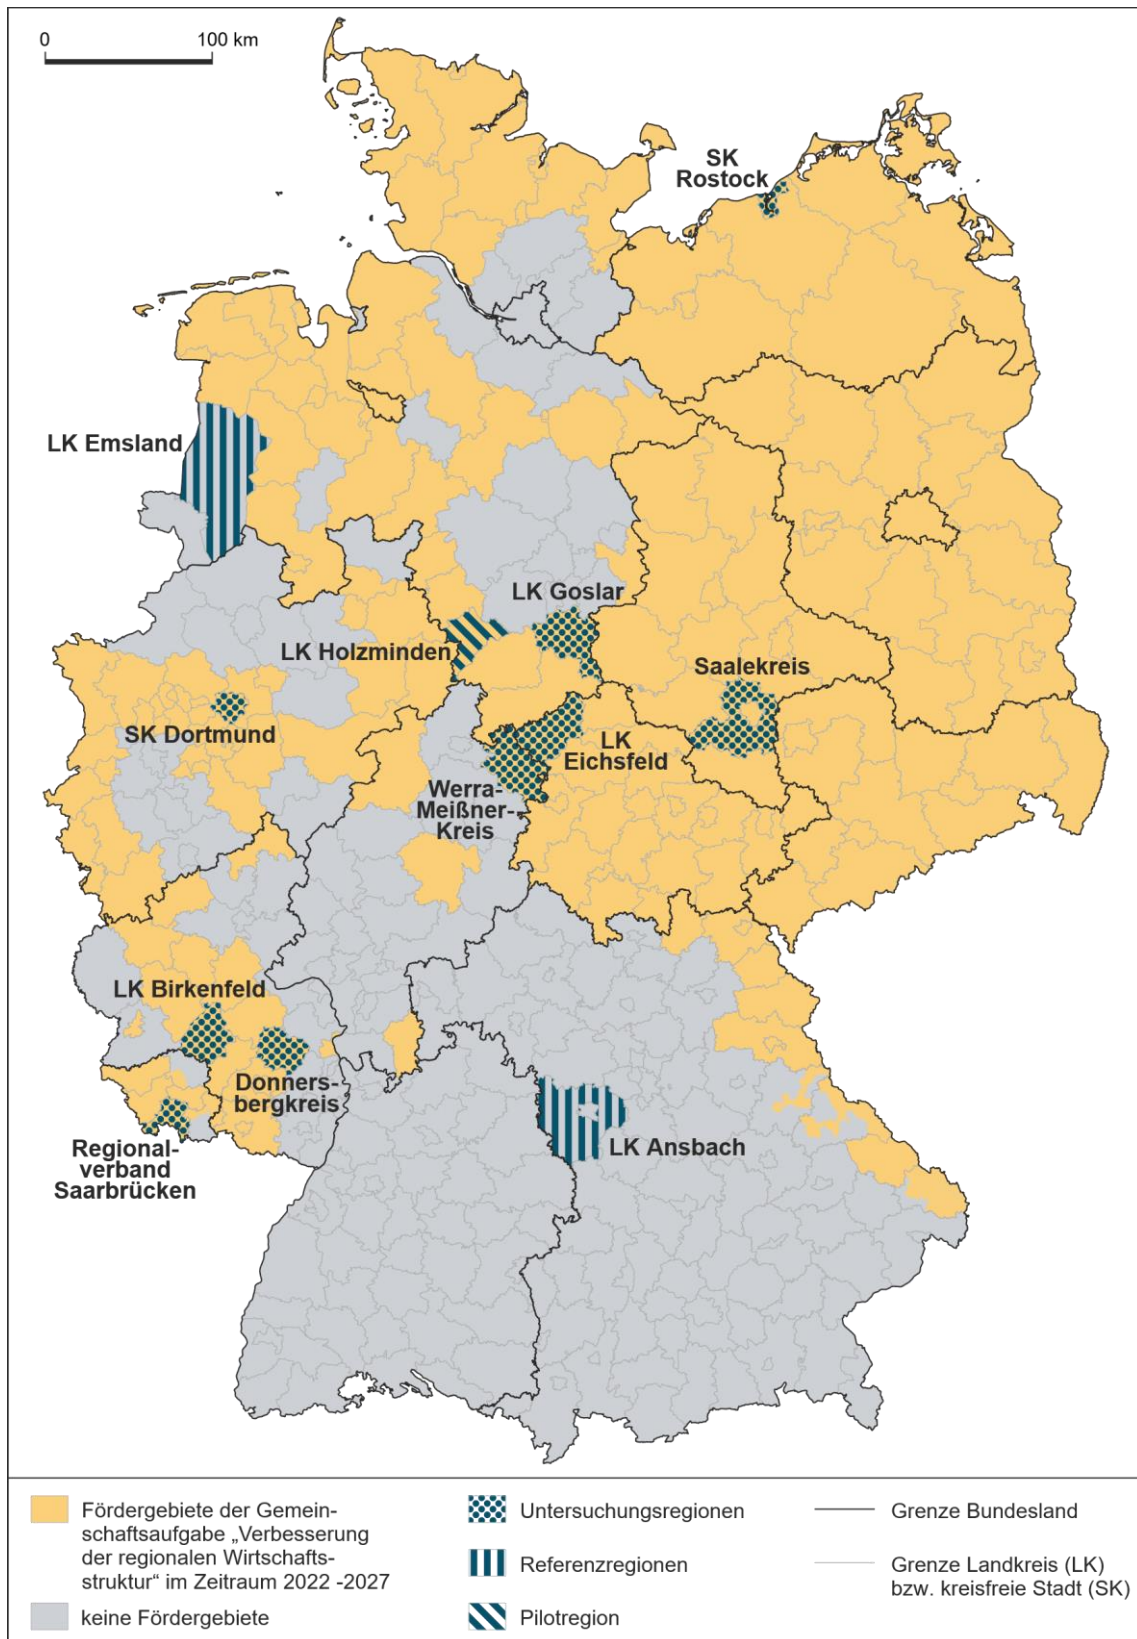 0
100 km
SK
Rostock
LK Emsland
LK Goslar
LK Holzminden
Saalekreis
SK Dortmund
LK
Eichsfeld
Werra-
Meißner-
Kreis
LK Birkenfeld
Donners-
bergkreis
LK Ansbach
Regional-
verband
Saarbrücken
Fördergebiete der Gemein-
schaftsaufgabe „Verbesserung
der regionalen Wirtschafts-
struktur“ im Zeitraum 2022 -2027
keine Fördergebiete
Untersuchungsregionen
Referenzregionen
Pilotregion
Grenze Bundesland
Grenze Landkreis (LK)
bzw. kreisfreie Stadt (SK)